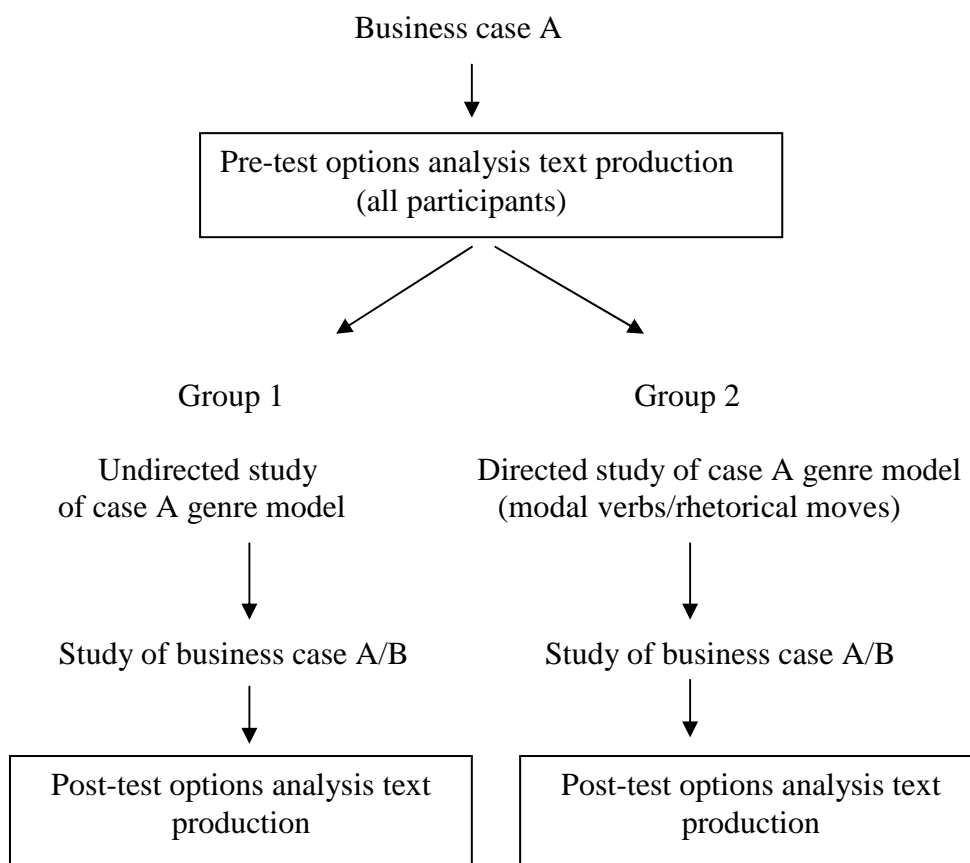 Business case A
Pre-test options analysis text production
(all participants)
Group 1
Group 2
Undirected study
of case A genre model
Directed study of case A genre model
(modal verbs/rhetorical moves)
Study of business case A/B
Study of business case A/B
Post-test options analysis text
production
Post-test options analysis text
production